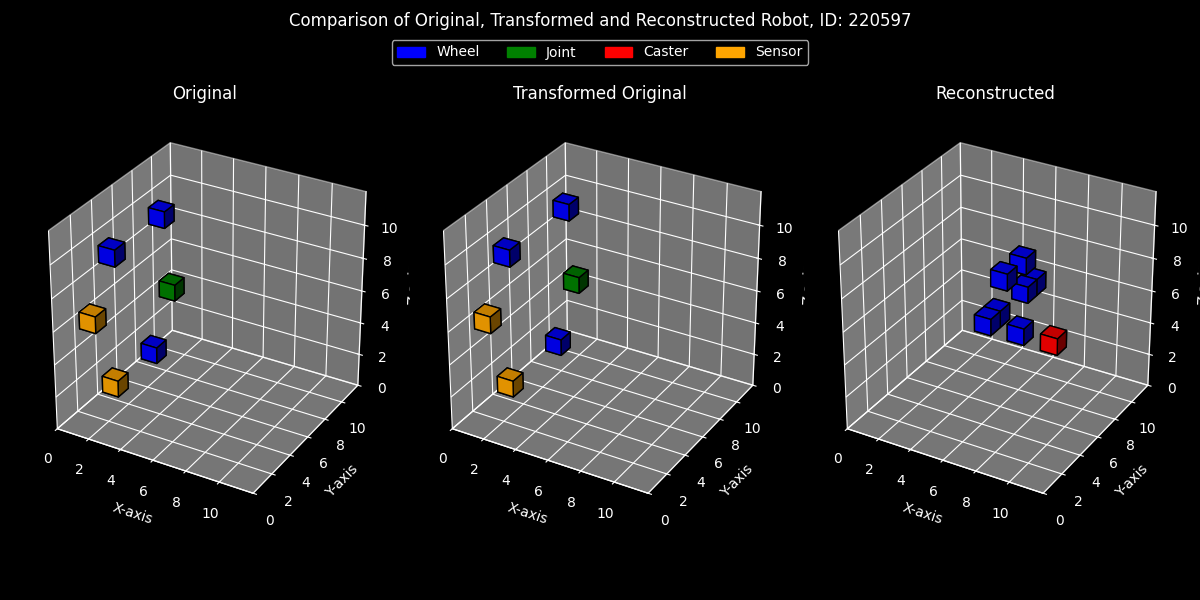 Comparison of Original, Transformed and Reconstructed Robot, ID: 220597
Wheel Joint Caster Sensor
Original Transformed Original Reconstructed
10 10 10
8 8 8
6 6 6
4 4 4
2 2 2
0 0 0
10 10 10
8 8 8
6 6 6
4 4 4
2 2 2
0 0 0
0 2 4 6 8 10 0 2 4 6 8 10 0 2 4 6 8 10
X-axis Y-axis X-axis Y-axis X-axis Y-axis